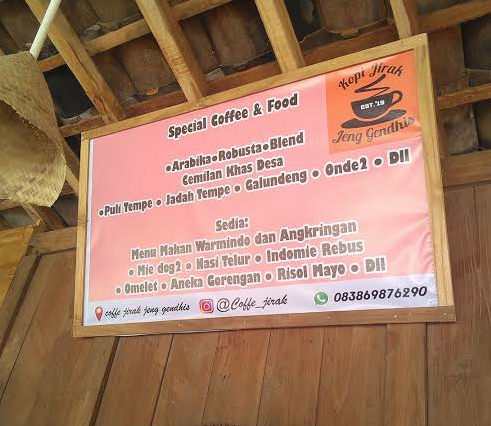 Kopi Jirak
EST.'19
Jeng Gendhis
Special Coffee & Food
•Arabika•Robusta•Blend
Cemilan Khas Desa
•Puli Tempe • Jadah Tempe • Galundeng • Onde2 • Dll
Sedia:
Menu Makan Warmindo dan Angkringan
• Mie dog2 • Nasi Telur • Indomie Rebus
• Omelet • Aneka Gorengan • Risol Mayo • Dll
coffe jirak jeng gendhis @Coffe_jirak 083869876290